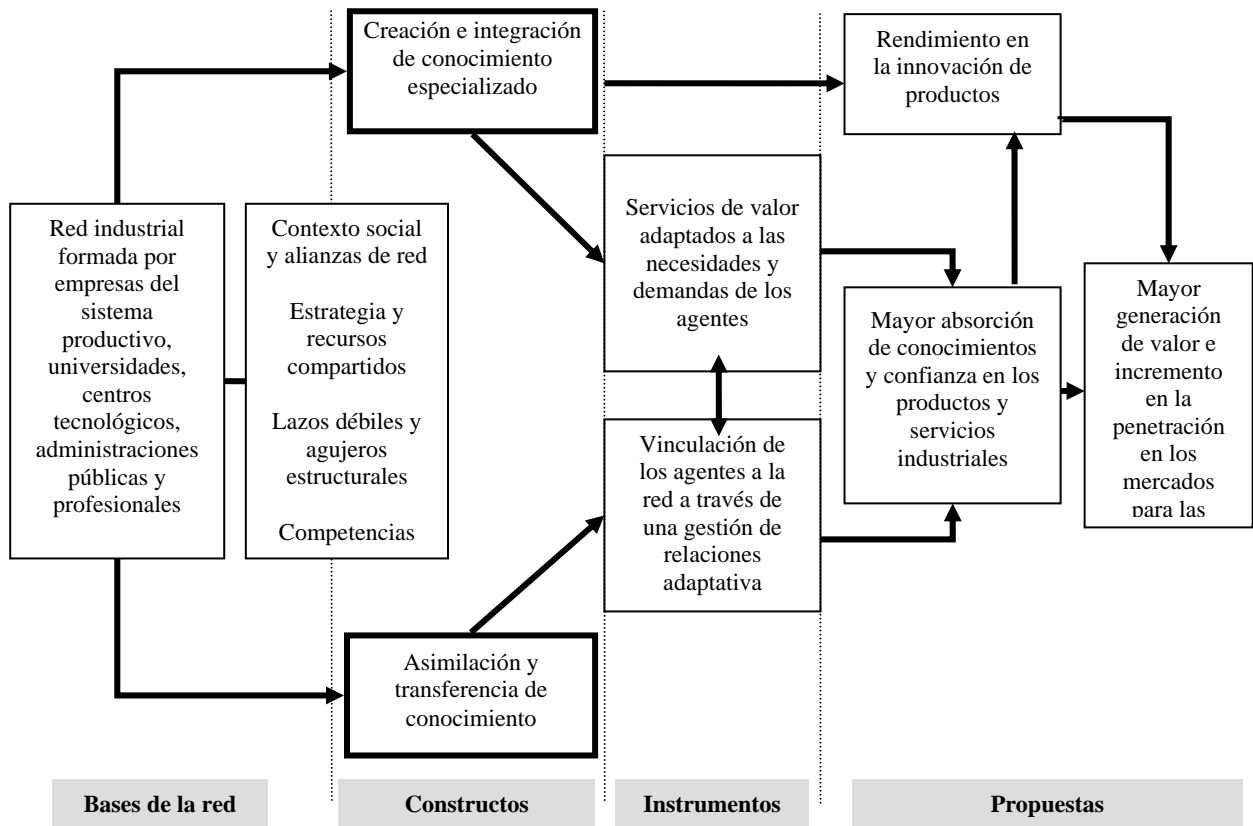 Creación e integración
de conocimiento
especializado
Rendimiento en
la innovación de
productos
Red industrial
formada por
empresas del
sistema
productivo,
universidades,
centros
tecnológicos,
administraciones
públicas y
profesionales
Contexto social
y alianzas de red
Estrategia y
recursos
compartidos
Lazos débiles y
agujeros
estructurales
Competencias
Servicios de valor
adaptados a las
necesidades y
demandas de los
agentes
Mayor absorción
de conocimientos
y confianza en los
productos y
servicios
industriales
Mayor
generación
de valor e
incremento
en la
penetración
en los
mercados
para las
Vinculación de
los agentes a la
red a través de
una gestión de
relaciones
adaptativa
Asimilación y
transferencia de
conocimiento
Bases de la red
Constructos
Instrumentos
Propuestas